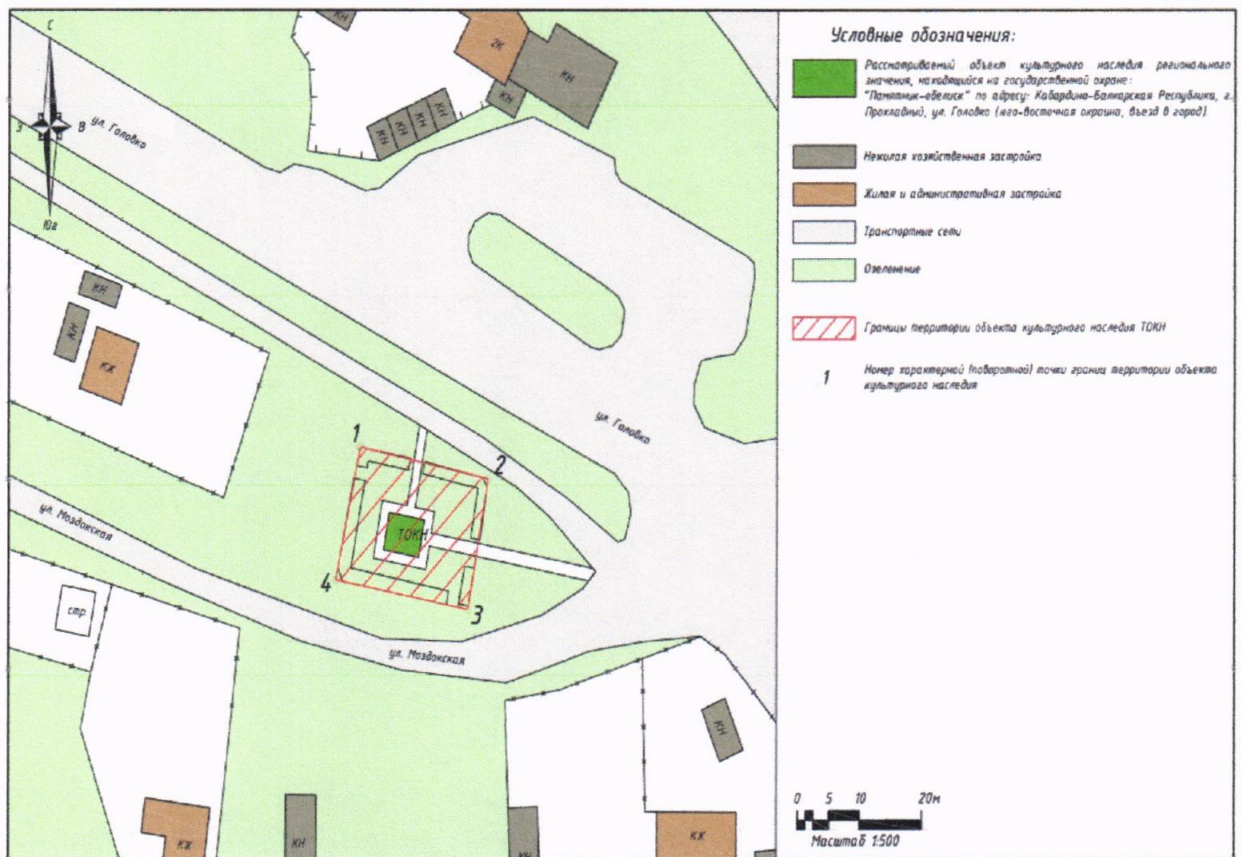 С
З
В
Юг
ул. Головко
КН
2К
КН
КН
КН
КН
КН
КН
КН
КН
КЖ
ул. Головко
1
2
ТОКН
4
3
ул. Моздокская
ул. Моздокская
стр.
КН
КЖ
КН
КН
КЖ
Условные обозначения:
Рассматриваемый объект культурного наследия регионального
значения, находящийся на государственной охране:
"Памятник-обелиск" по адресу: Кабардино-Балкарская Республика, г.
Прохладный, ул. Головко (юго-восточная окраина, въезд в город)
Нежилая хозяйственная застройка
Жилая и административная застройка
Транспортные сети
Озеленение
Границы территории объекта культурного наследия ТОКН
1
Номер характерной (поворотной) точки границ территории объекта
культурного наследия
0 5 10 20м
Масштаб 1:500